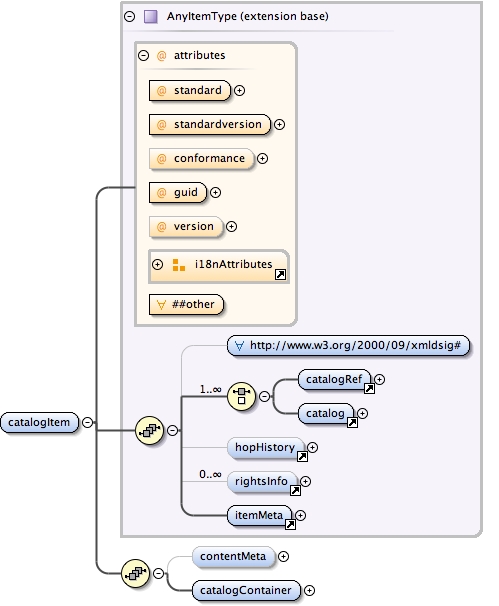 AnyItemType (extension base)
@ attributes
@ standard
@ standardversion
@ conformance
@ guid
@ version
i18nAttributes
∀ ##other
∀ http://www.w3.org/2000/09/xmldsig#
1..∞
catalogRef
catalog
catalogItem
hopHistory
0..∞
rightsInfo
itemMeta
contentMeta
catalogContainer